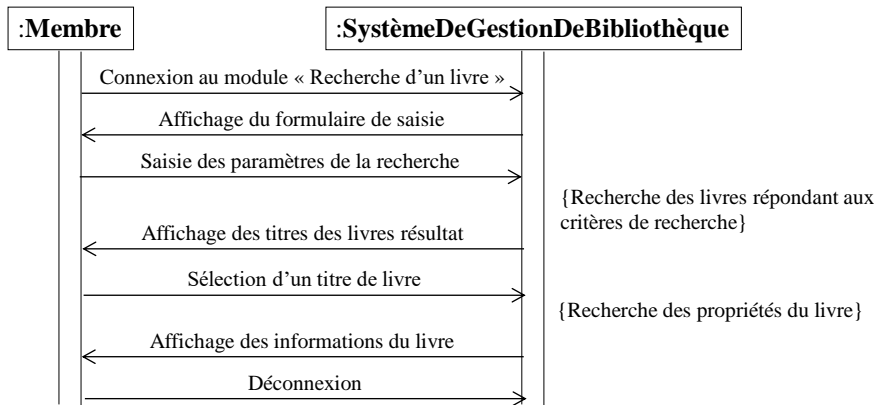 :Membre
:SystèmeDeGestionDeBibliothèque
Connexion au module « Recherche d’un livre »
Affichage du formulaire de saisie
Saisie des paramètres de la recherche
{Recherche des livres répondant aux
critères de recherche}
Affichage des titres des livres résultat
Sélection d’un titre de livre
{Recherche des propriétés du livre}
Affichage des informations du livre
Déconnexion